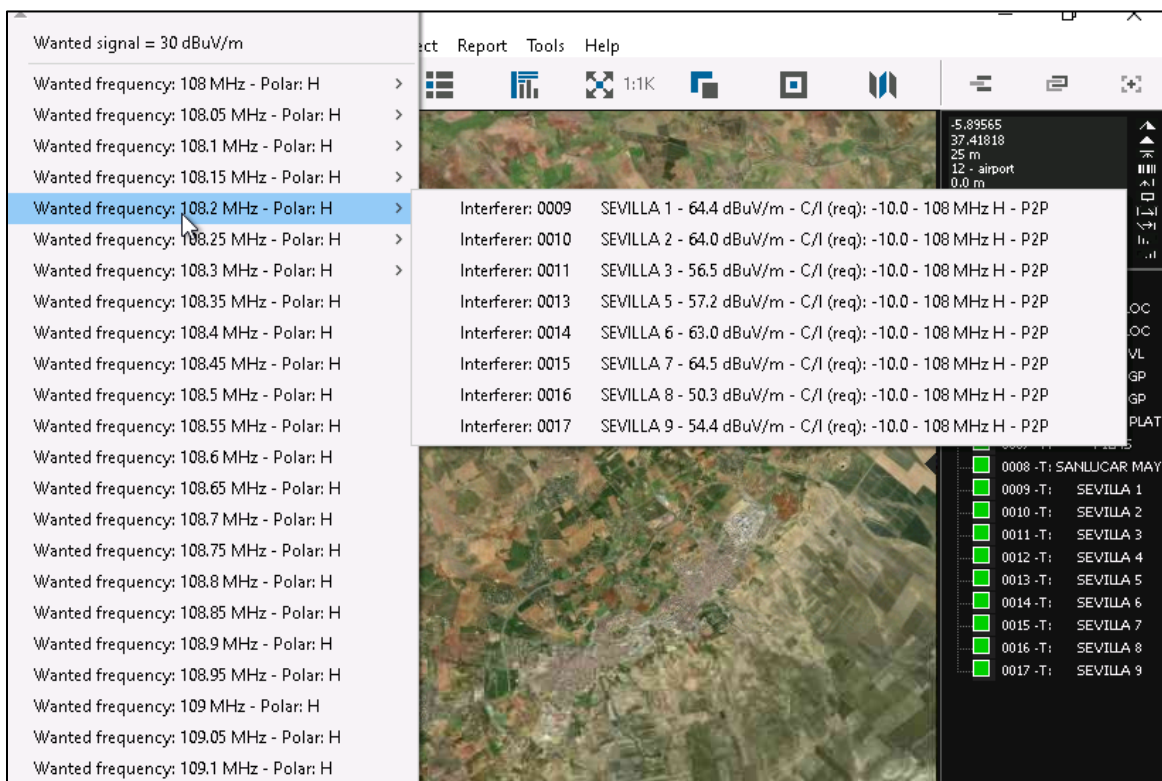 Wanted signal = 30 dBuV/m
ect Report Tools Help
Wanted frequency: 108 MHz - Polar: H >
1:1K
Wanted frequency: 108.05 MHz - Polar: H >
Wanted frequency: 108.1 MHz - Polar: H >
Wanted frequency: 108.15 MHz - Polar: H >
Wanted frequency: 108.2 MHz - Polar: H >
Wanted frequency: 108.25 MHz - Polar: H >
Wanted frequency: 108.3 MHz - Polar: H >
Wanted frequency: 108.35 MHz - Polar: H
Wanted frequency: 108.4 MHz - Polar: H
Wanted frequency: 108.45 MHz - Polar: H
Wanted frequency: 108.5 MHz - Polar: H
Wanted frequency: 108.55 MHz - Polar: H
Wanted frequency: 108.6 MHz - Polar: H
Wanted frequency: 108.65 MHz - Polar: H
Wanted frequency: 108.7 MHz - Polar: H
Wanted frequency: 108.75 MHz - Polar: H
Wanted frequency: 108.8 MHz - Polar: H
Wanted frequency: 108.85 MHz - Polar: H
Wanted frequency: 108.9 MHz - Polar: H
Wanted frequency: 108.95 MHz - Polar: H
Wanted frequency: 109 MHz - Polar: H
Wanted frequency: 109.05 MHz - Polar: H
Wanted frequency: 109.1 MHz - Polar: H
Interferer: 0009 SEVILLA 1 - 64.4 dBuV/m - C/I (req): -10.0 - 108 MHz H - P2P
Interferer: 0010 SEVILLA 2 - 64.0 dBuV/m - C/I (req): -10.0 - 108 MHz H - P2P
Interferer: 0011 SEVILLA 3 - 56.5 dBuV/m - C/I (req): -10.0 - 108 MHz H - P2P
Interferer: 0013 SEVILLA 5 - 57.2 dBuV/m - C/I (req): -10.0 - 108 MHz H - P2P
Interferer: 0014 SEVILLA 6 - 63.0 dBuV/m - C/I (req): -10.0 - 108 MHz H - P2P
Interferer: 0015 SEVILLA 7 - 64.5 dBuV/m - C/I (req): -10.0 - 108 MHz H - P2P
Interferer: 0016 SEVILLA 8 - 50.3 dBuV/m - C/I (req): -10.0 - 108 MHz H - P2P
Interferer: 0017 SEVILLA 9 - 54.4 dBuV/m - C/I (req): -10.0 - 108 MHz H - P2P
-5.89565
37.41818
25 m
12 - airport
0.0 m
OC
OC
VL
GP
GP
PLAT
0008 -T: SANLUCAR MAY
0009 -T: SEVILLA 1
0010 -T: SEVILLA 2
0011 -T: SEVILLA 3
0012 -T: SEVILLA 4
0013 -T: SEVILLA 5
0014 -T: SEVILLA 6
0015 -T: SEVILLA 7
0016 -T: SEVILLA 8
0017 -T: SEVILLA 9